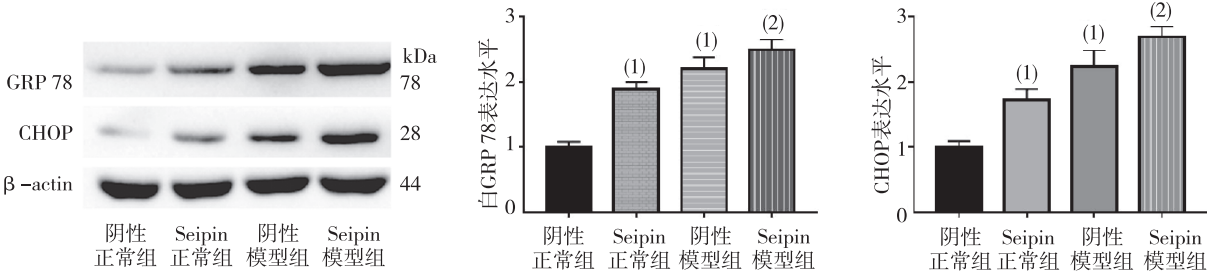 kDa
GRP 78
78
CHOP
28
β-actin
44
阴性
正常组
Seipin
正常组
阴性
模型组
Seipin
模型组
白GRP 78表达水平
3
2
1
0
(1)
(1)
(2)
阴性
正常组
Seipin
正常组
阴性
模型组
Seipin
模型组
CHOP表达水平
3
2
1
0
(1)
(1)
(2)
阴性
正常组
Seipin
正常组
阴性
模型组
Seipin
模型组